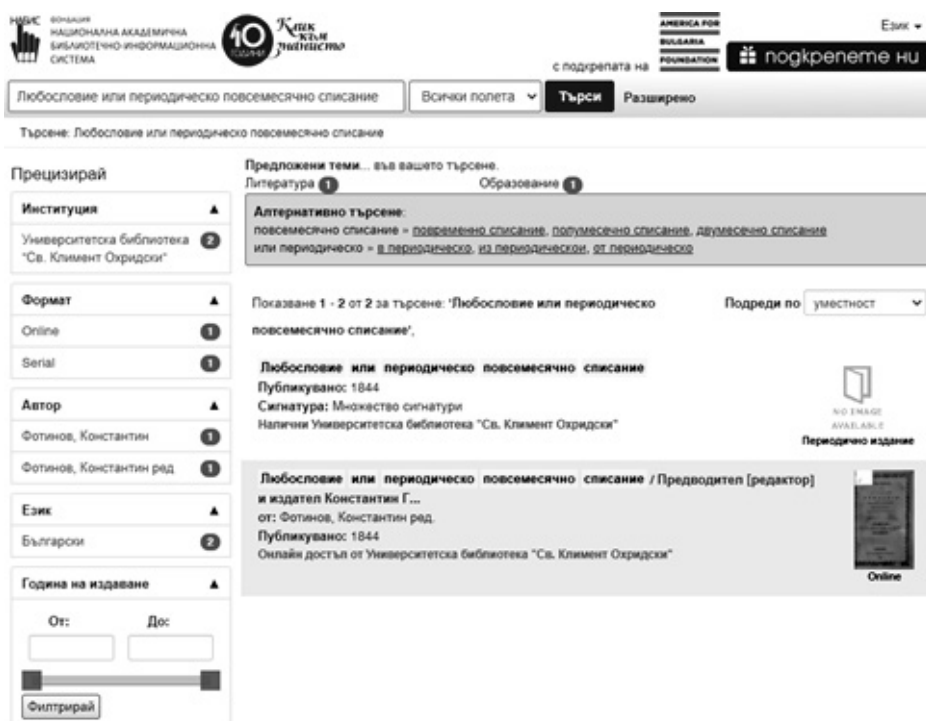 НАБИС
ФОНДАЦИЯ
НАЦИОНАЛНА АКАДЕМИЧНА
БИБЛИОТЕЧНО-ИНФОРМАЦИОННА
СИСТЕМА
10
ГОДИНИ
Клик
към
знанието
с подкрепата на
AMERICA FOR
BULGARIA
FOUNDATION
Език
подкрепете ни
Любословие или периодическо повсемесячно списание
Всички полета
Търси
Разширено
Търсене: Любословие или периодическо повсемесячно списание
Прецизирай
Институция
Университетска библиотека 2
"Св. Климент Охридски"
Формат
Online 1
Serial 1
Автор
Фотинов, Константин 1
Фотинов, Константин ред 1
Език
Български 2
Година на издаване
От: До:
Филтрирай
Предложени теми... във вашето търсене.
Литература 1 Образование 1
Алтернативно търсене:
повсемесячно списание » повременно списание, полумесечно списание, двумесечно списание
или периодическо » в периодическо, из периодически, от периодическо
Показване 1 - 2 от 2 за търсене: 'Любословие или периодическо
повсемесячно списание',
Подреди по уместност
Любословие или периодическо повсемесячно списание
Публикувано: 1844
Сигнатура: Множество сигнатури
Налични Университетска библиотека "Св. Климент Охридски"
NO IMAGE
AVAILABLE
Периодично издание
Любословие или периодическо повсемесячно списание / Предводител [редактор]
и издател Константин Г...
от: Фотинов, Константин ред.
Публикувано: 1844
Онлайн достъп от Университетска библиотека "Св. Климент Охридски"
Online